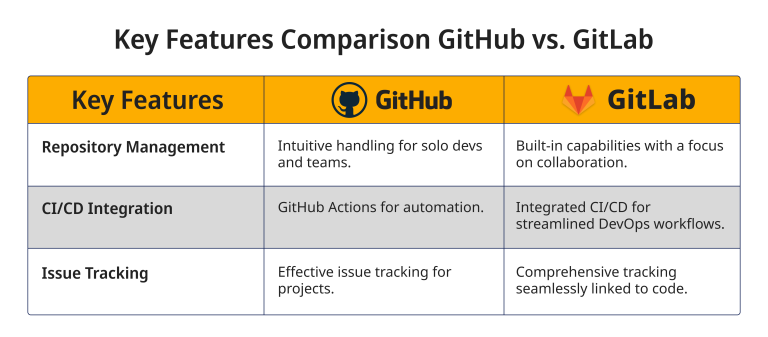 Key Features Comparison GitHub vs. GitLab
Key Features
GitHub
GitLab
Repository Management
Intuitive handling for solo devs
and teams.
Built-in capabilities with a focus
on collaboration.
CI/CD Integration
GitHub Actions for automation.
Integrated CI/CD for
streamlined DevOps workflows.
Issue Tracking
Effective issue tracking for
projects.
Comprehensive tracking
seamlessly linked to code.